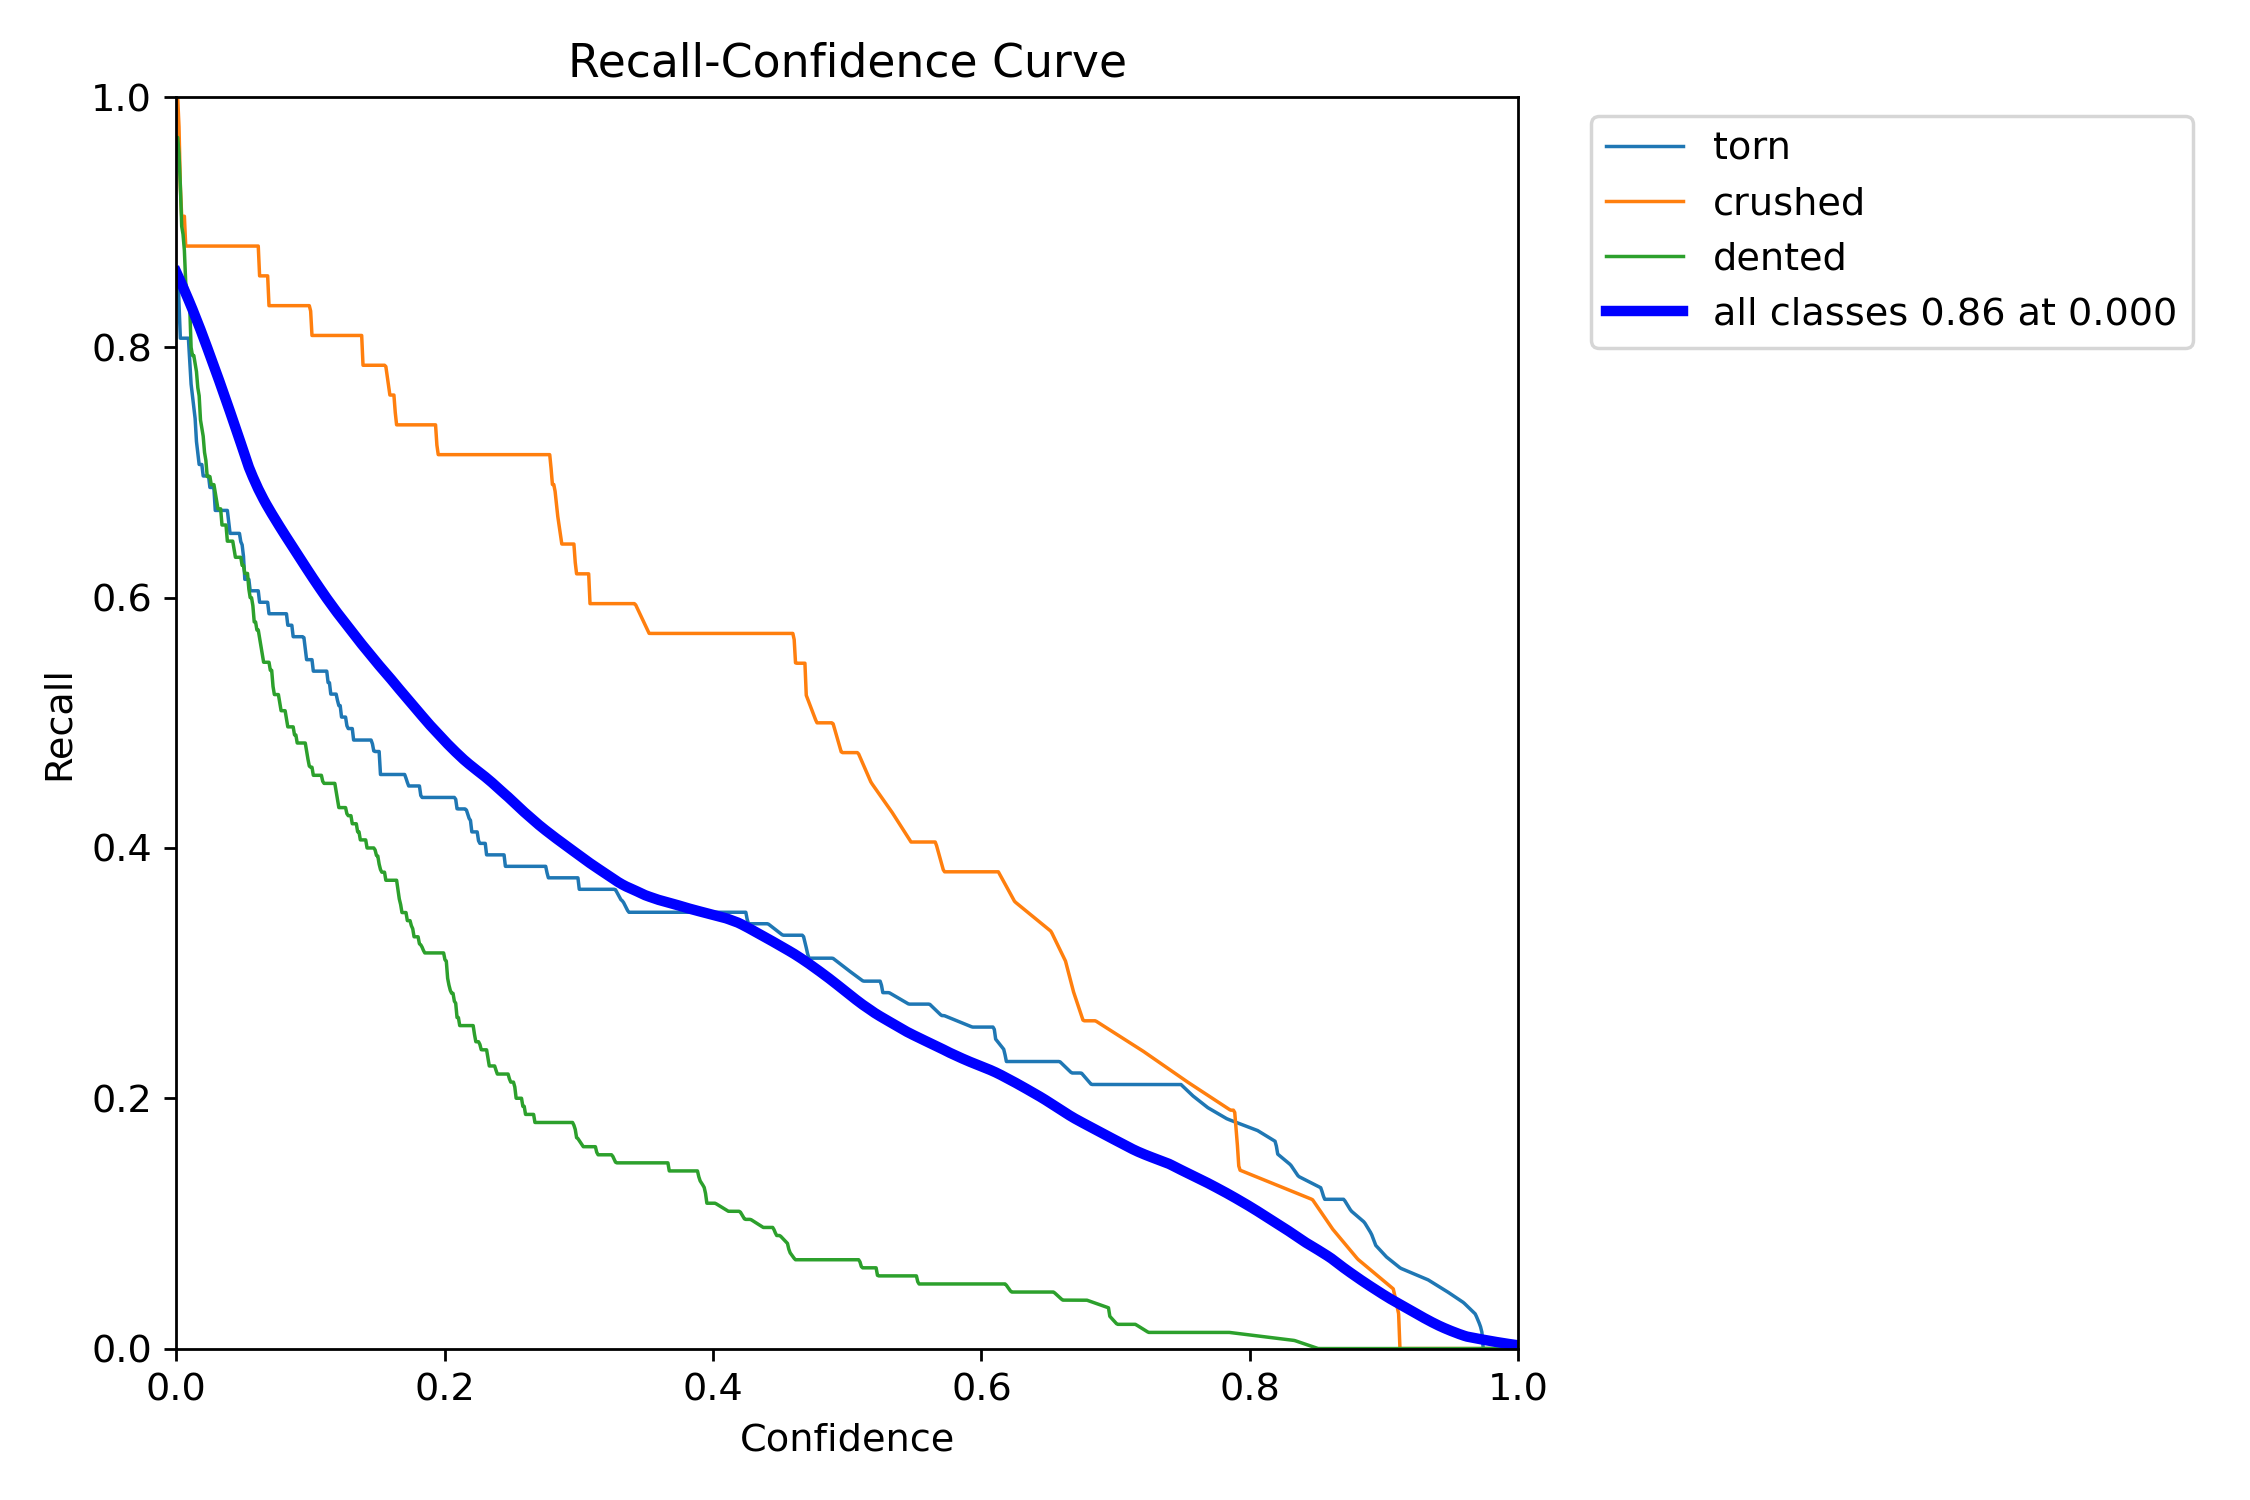 Recall-Confidence Curve
1.0
0.8
0.6
0.4
0.2
0.0
Recall
0.0 0.2 0.4 0.6 0.8 1.0
Confidence
torn
crushed
dented
all classes 0.86 at 0.000